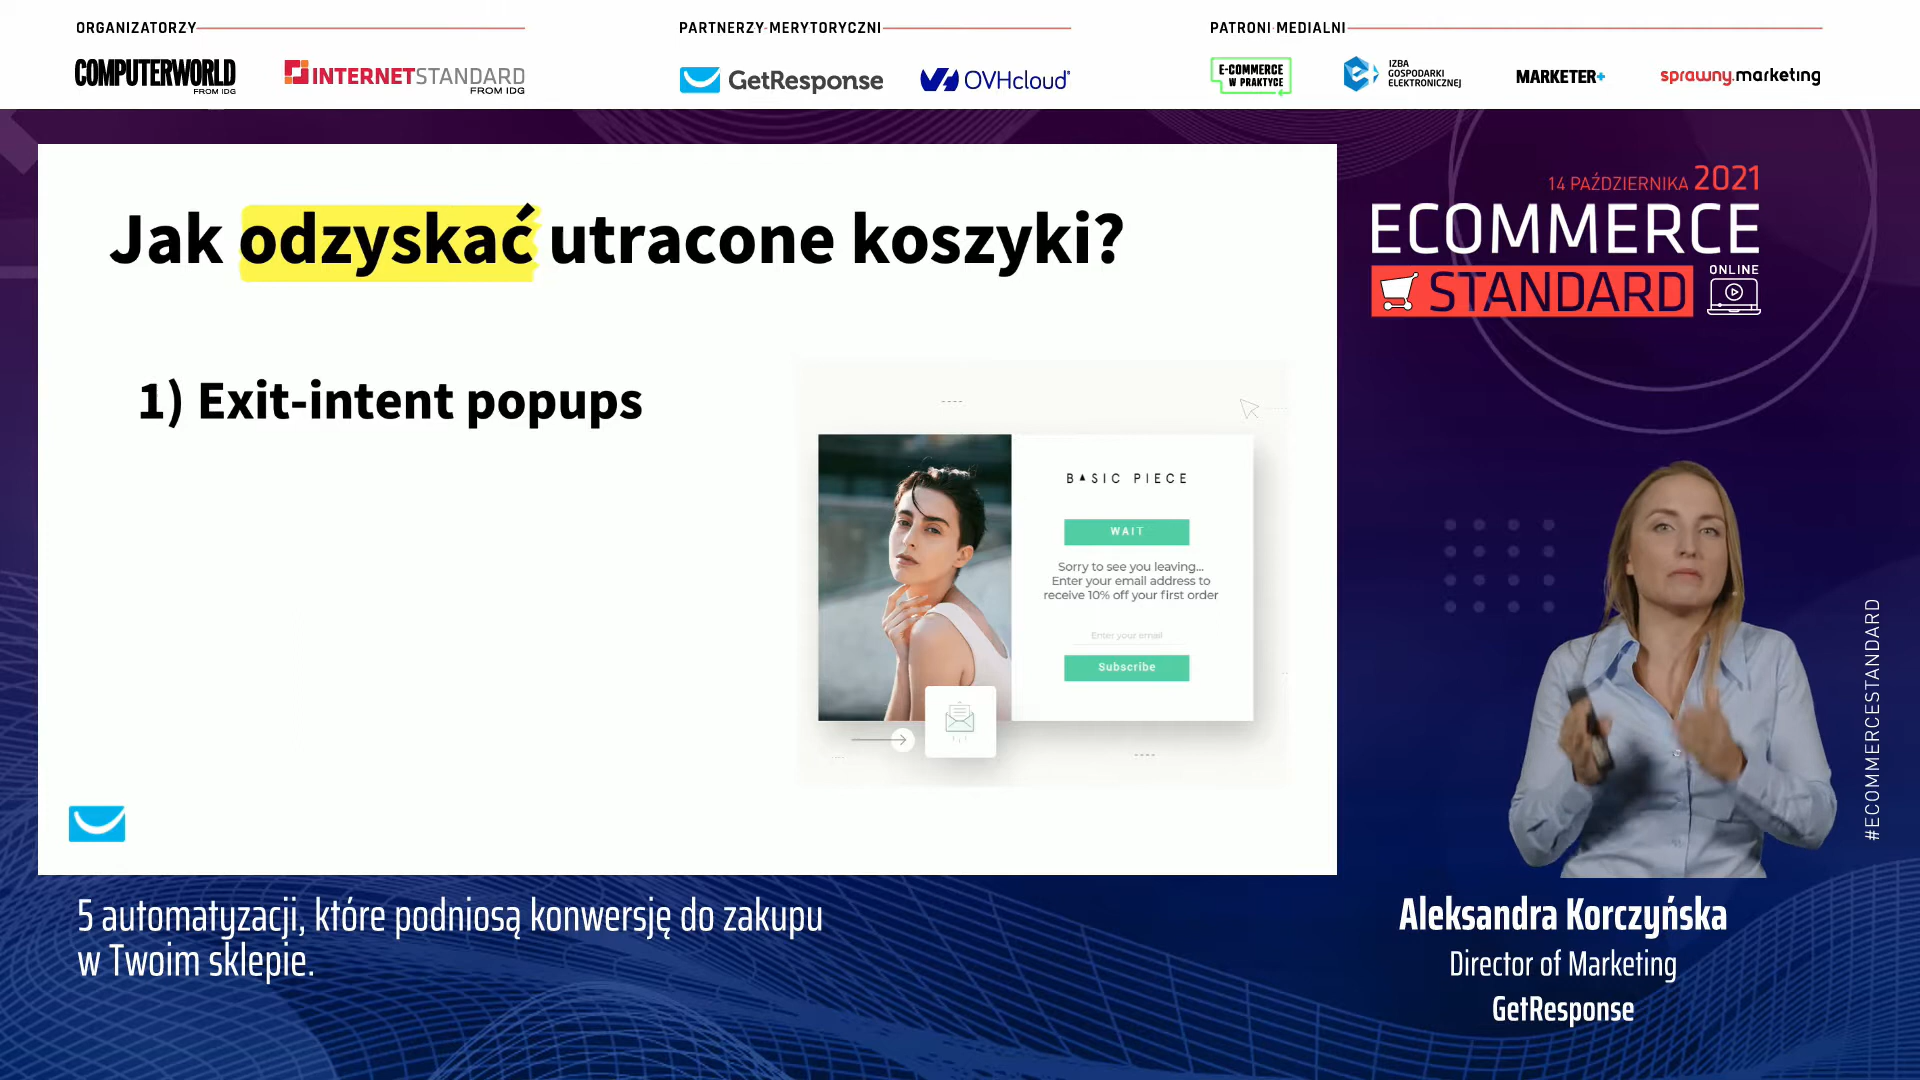 ORGANIZATORZY
COMPUTERWORLD
FROM IDG
INTERNETSTANDARD
FROM IDG
PARTNERZY MERYTORYCZNI
GetResponse
OVHcloud
PATRONI MEDIALNI
E-COMMERCE
W PRAKTYCE
IZBA
GOSPODARKI
ELEKTRONICZNEJ
MARKETER+
sprawny.marketing
Jak odzyskać utracone koszyki?
1) Exit-intent popups
BASIC PIECE
WAIT
Sorry to see you leaving...
Enter your email address to
receive 10% off your first order
Enter your email
Subscribe
14 PAŹDZIERNIKA 2021
ECOMMERCE
STANDARD
ONLINE
#ECOMMERCESTANDARD
5 automatyzacji, które podniosą konwersję do zakupu
w Twoim sklepie.
Aleksandra Korczyńska
Director of Marketing
GetResponse